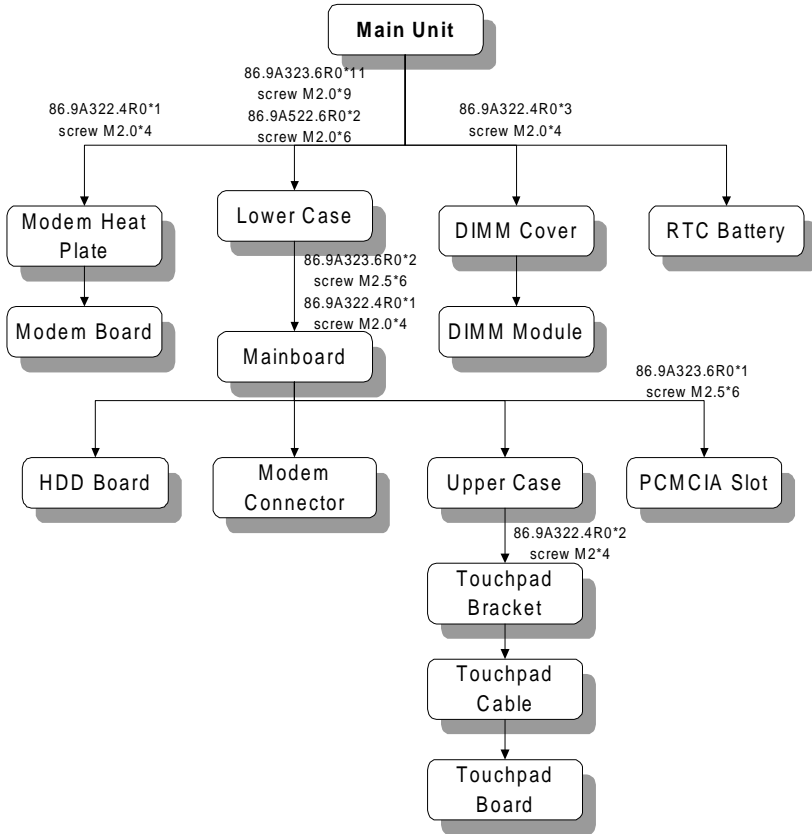 Main Unit
86.9A323.6R0*11
screw M2.0*9
86.9A522.6R0*2
screw M2.0*6
86.9A322.4R0*1
screw M2.0*4
86.9A322.4R0*3
screw M2.0*4
Modem Heat
Plate
Lower Case
DIMM Cover
RTC Battery
86.9A323.6R0*2
screw M2.5*6
86.9A322.4R0*1
screw M2.0*4
Modem Board
DIMM Module
Mainboard
86.9A323.6R0*1
screw M2.5*6
HDD Board
Modem
Connector
Upper Case
PCMCIA Slot
86.9A322.4R0*2
screw M2*4
Touchpad
Bracket
Touchpad
Cable
Touchpad
Board